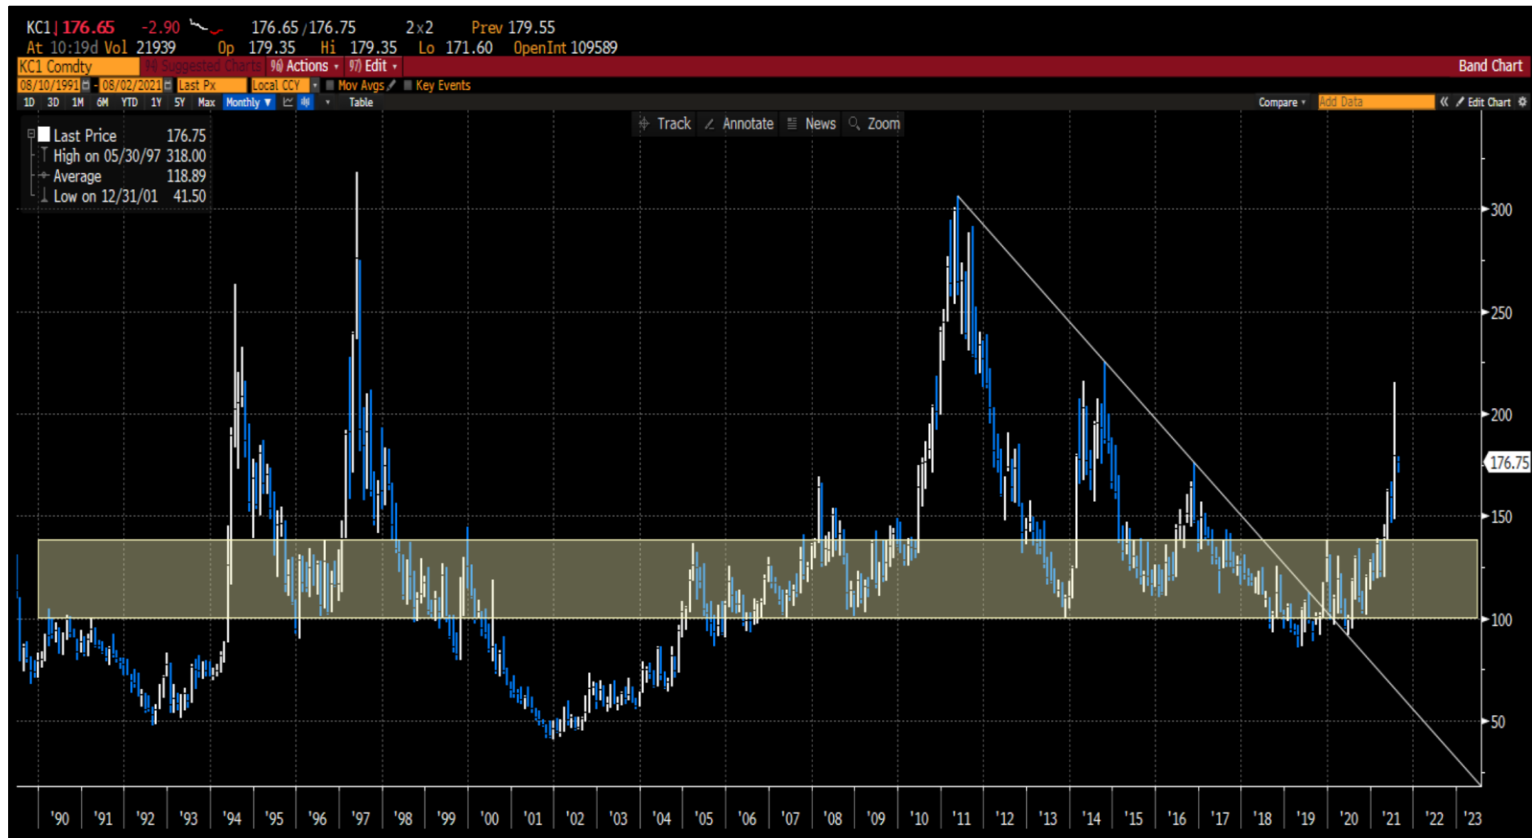 KC1↓ 176.65 -2.90 176.65/176.75 2x2 Prev 179.55
At 10:19d Vol 21939 Op 179.35 Hi 179.35 Lo 171.60 OpenInt 109589
KC1 Comdty 94) Suggested Charts 96) Actions 97) Edit Band Chart
08/10/1991 - 08/02/2021 Last Px Local CCY Mov Avgs Key Events
1D 3D 1M 6M YTD 1Y 5Y Max Monthly ▼ Table Compare Add Data « Edit Chart
Track Annotate News Zoom
Last Price 176.75
High on 05/30/97 318.00
Average 118.89
Low on 12/31/01 41.50
300
250
200
176.75
150
100
50
'90 '91 '92 '93 '94 '95 '96 '97 '98 '99 '00 '01 '02 '03 '04 '05 '06 '07 '08 '09 '10 '11 '12 '13 '14 '15 '16 '17 '18 '19 '20 '21 '22 '23